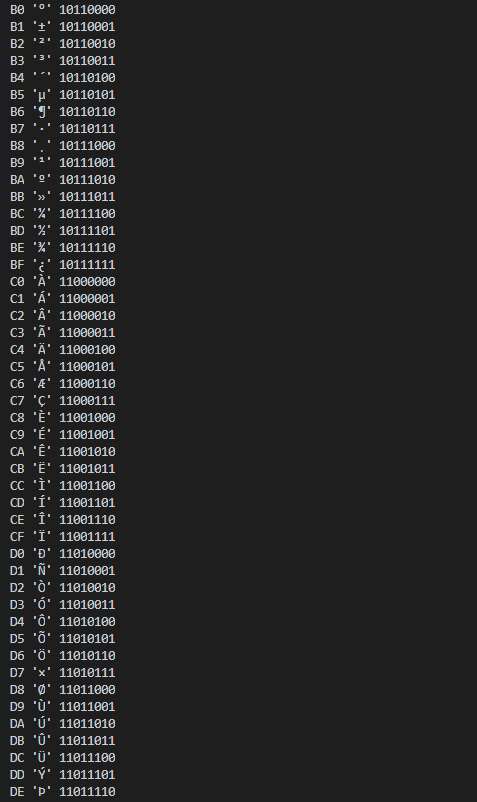 B0 '°' 10110000
B1 '±' 10110001
B2 '²' 10110010
B3 '³' 10110011
B4 '´' 10110100
B5 'µ' 10110101
B6 '¶' 10110110
B7 '·' 10110111
B8 '¸' 10111000
B9 '¹' 10111001
BA 'º' 10111010
BB '»' 10111011
BC '¼' 10111100
BD '½' 10111101
BE '¾' 10111110
BF '¿' 10111111
C0 'À' 11000000
C1 'Á' 11000001
C2 'Â' 11000010
C3 'Ã' 11000011
C4 'Ä' 11000100
C5 'Å' 11000101
C6 'Æ' 11000110
C7 'Ç' 11000111
C8 'È' 11001000
C9 'É' 11001001
CA 'Ê' 11001010
CB 'Ë' 11001011
CC 'Ì' 11001100
CD 'Í' 11001101
CE 'Î' 11001110
CF 'Ï' 11001111
D0 'Ð' 11010000
D1 'Ñ' 11010001
D2 'Ò' 11010010
D3 'Ó' 11010011
D4 'Ô' 11010100
D5 'Õ' 11010101
D6 'Ö' 11010110
D7 '×' 11010111
D8 'Ø' 11011000
D9 'Ù' 11011001
DA 'Ú' 11011010
DB 'Û' 11011011
DC 'Ü' 11011100
DD 'Ý' 11011101
DE 'Þ' 11011110